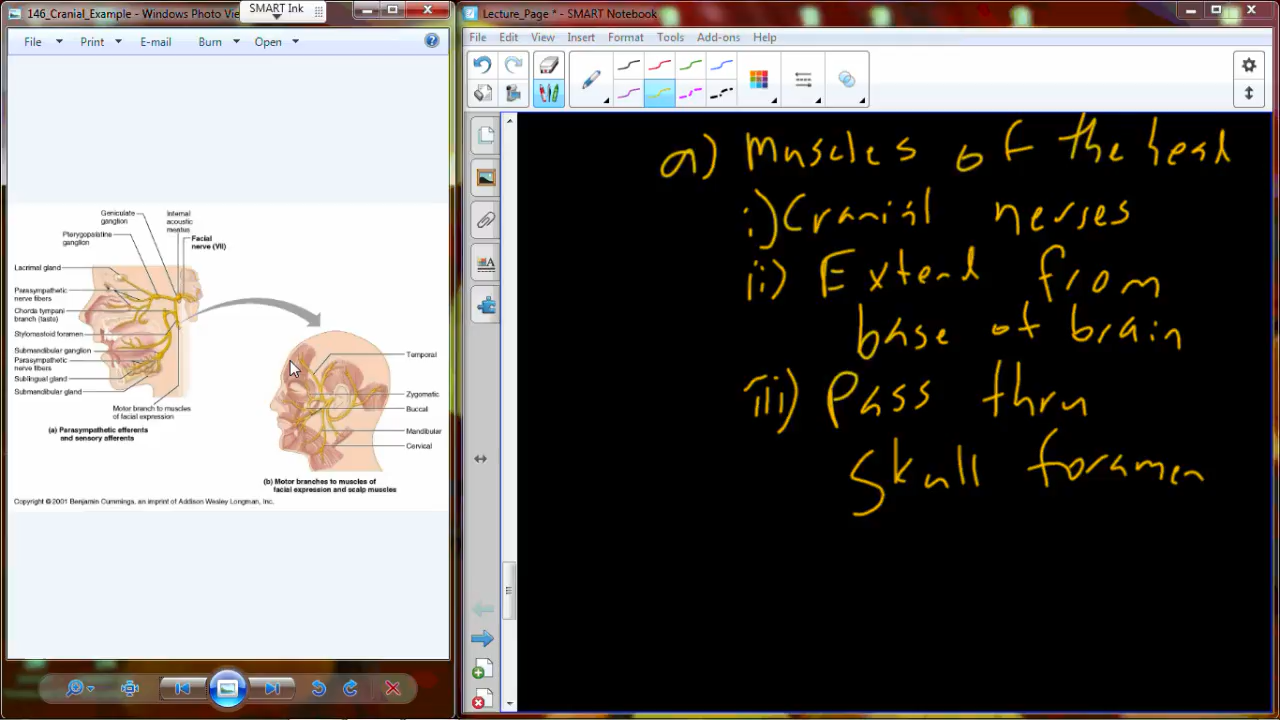 146_Cranial_Example - Windows Photo Vie
SMART Ink
File Print E-mail Burn Open
Geniculate
ganglion
Internal
acoustic
meatus
Pterygopalatine
ganglion
Facial
nerve (VII)
Lacrimal gland
Parasympathetic
nerve fibers
Chorda tympani
branch (taste)
Stylomastoid foramen
Submandibular ganglion
Parasympathetic
nerve fibers
Sublingual gland
Submandibular gland
Motor branch to muscles
of facial expression
(a) Parasympathetic efferents
and sensory afferents
Temporal
Zygomatic
Buccal
Mandibular
Cervical
(b) Motor branches to muscles of
facial expression and scalp muscles
Copyright © 2001 Benjamin Cummings, an imprint of Addison Wesley Longman, Inc.
Lecture_Page * - SMART Notebook
File Edit View Insert Format Tools Add-ons Help
a) Muscles of the head
i) Cranial nerses
ii) Extend from
base of brain
iii) Pass thru
skull foramen